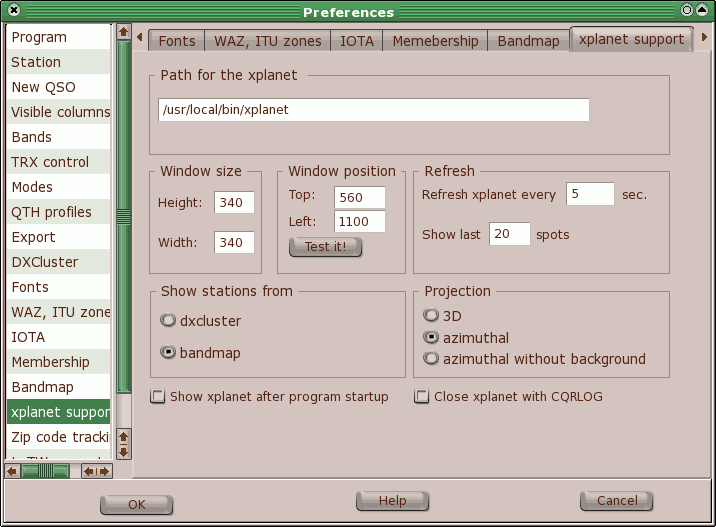 Preferences
Program
Station
New QSO
Visible columns
Bands
TRX control
Modes
QTH profiles
Export
DXCluster
Fonts
WAZ, ITU zone
IOTA
Membership
Bandmap
xplanet suppor
Zip code tracki
Fonts
WAZ, ITU zones
IOTA
Memebership
Bandmap
xplanet support
Path for the xplanet
/usr/local/bin/xplanet
Window size
Height: 340
Width: 340
Window position
Top: 560
Left: 1100
Test it!
Refresh
Refresh xplanet every 5 sec.
Show last 20 spots
Show stations from
dxcluster
bandmap
Projection
3D
azimuthal
azimuthal without background
Show xplanet after program startup
Close xplanet with CQRLOG
OK
Help
Cancel